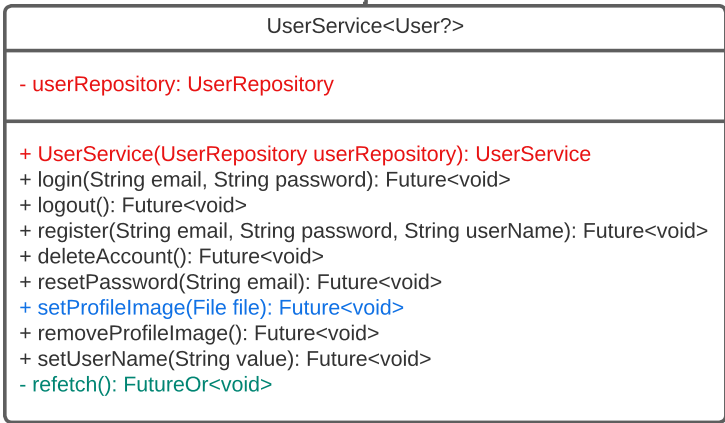 UserService<User?>
- userRepository: UserRepository
+ UserService(UserRepository userRepository): UserService
+ login(String email, String password): Future<void>
+ logout(): Future<void>
+ register(String email, String password, String userName): Future<void>
+ deleteAccount(): Future<void>
+ resetPassword(String email): Future<void>
+ setProfileImage(File file): Future<void>
+ removeProfileImage(): Future<void>
+ setUserName(String value): Future<void>
- refetch(): FutureOr<void>